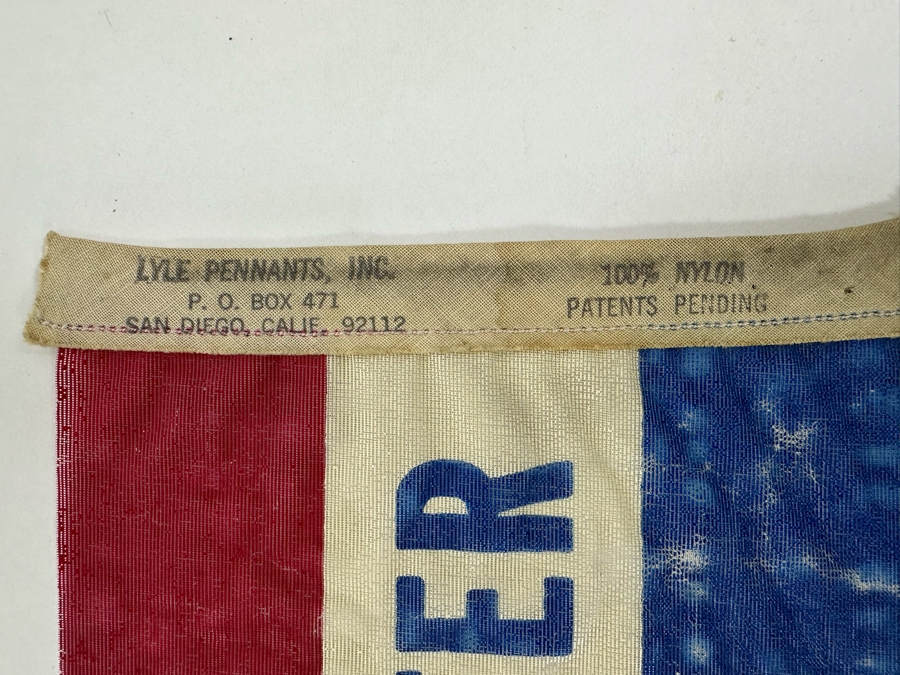 LYLE PENNANTS, INC.
P. O. BOX 471
SAN DIEGO, CALIF. 92112
100% NYLON
PATENTS PENDING
ER